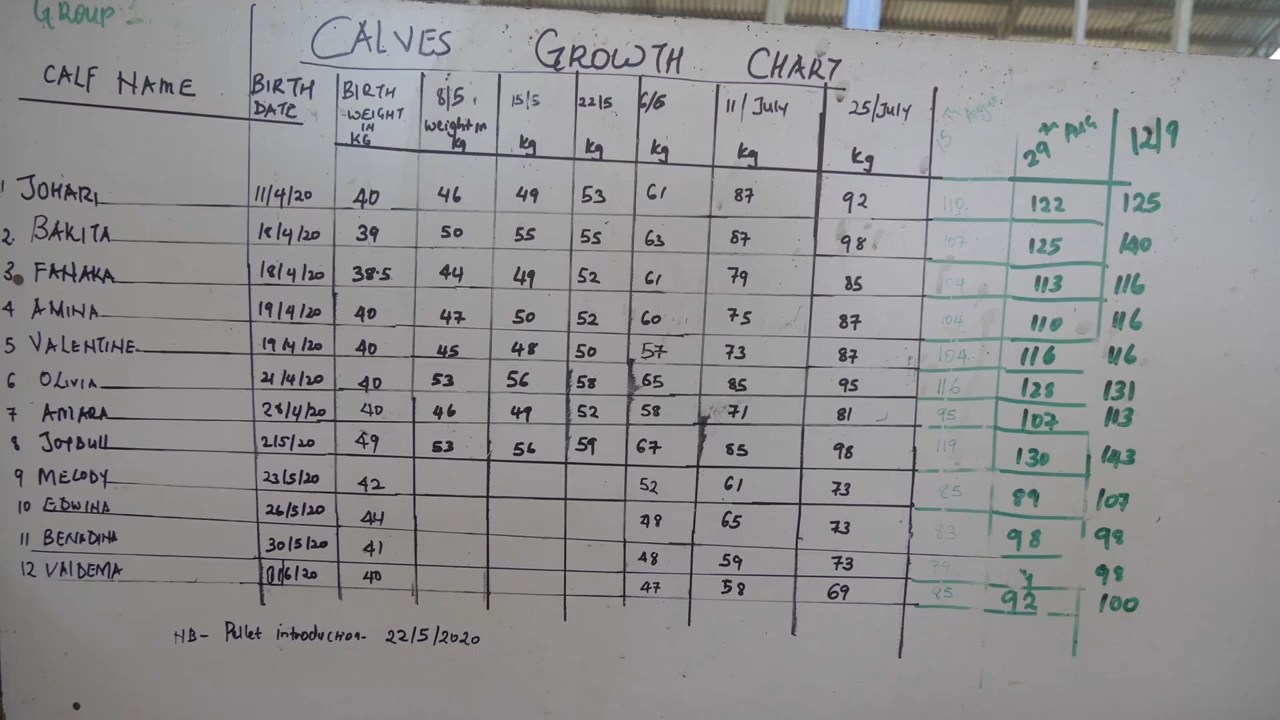 GROUP -
CALVES GROWTH CHART
CALF NAME BIRTH DATE BIRTH WEIGHT IN KG 8/5. weight in kg 15/5 kg 22/5 kg 6/6 kg 11/July kg 25/July kg 15 August 29 AUG 12/9
1 JOHARI 11/4/20 40 46 49 53 61 87 92 110 122 125
2. BAKITA 18/4/20 39 50 55 55 63 87 98 107 125 140
3. FANAKA 18/4/20 38.5 44 49 52 61 79 85 104 113 116
4 AMINA 19/4/20 40 47 50 52 60 75 87 104 110 116
5 VALENTINE 19/4/20 40 45 48 50 57 73 87 104 116 116
6 OLIVIA 21/4/20 40 53 56 58 65 85 95 116 128 131
7 AMARA 28/4/20 40 46 49 52 58 71 81 95 107 113
8 JOYBULL 2/5/20 49 53 56 59 67 85 98 119 130 143
9 MELODY 23/5/20 42 52 61 73 85 89 107
10 EDWINA 26/5/20 44 48 65 73 83 98 98
11 BENADINA 30/5/20 41 48 59 73 79 98
12 VALDEMA 40 47 58 69 85 92 100
NB- Pellet introduction- 22/5/2020